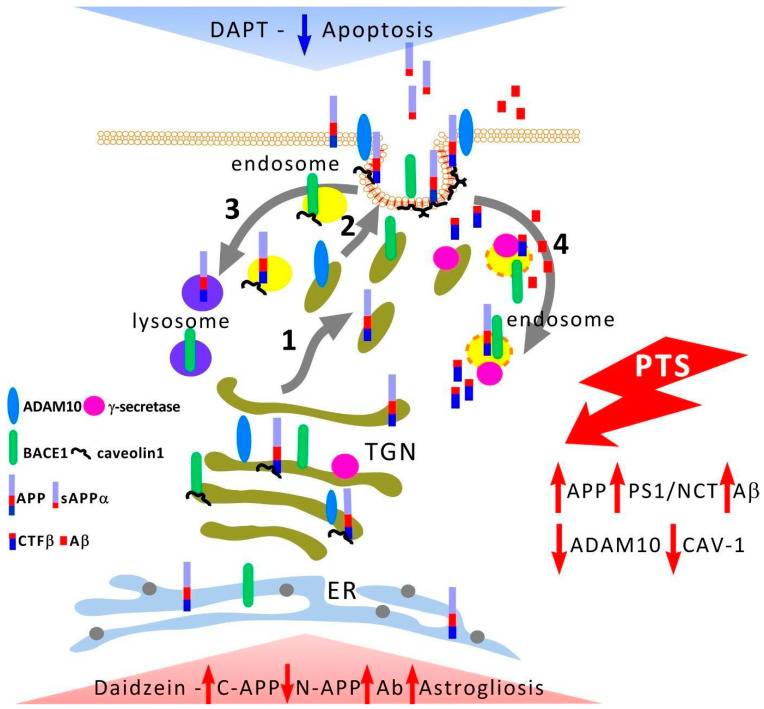 DAPT - Apoptosis
endosome
3
2
4
lysosome
endosome
1
PTS
ADAM10 γ-secretase
BACE1 caveolin1
TGN
APP sAPPα
CTFβ Aβ
APP PS1/NCT Aβ
ADAM10 CAV-1
ER
Daidzein - C-APP N-APP Ab Astrogliosis